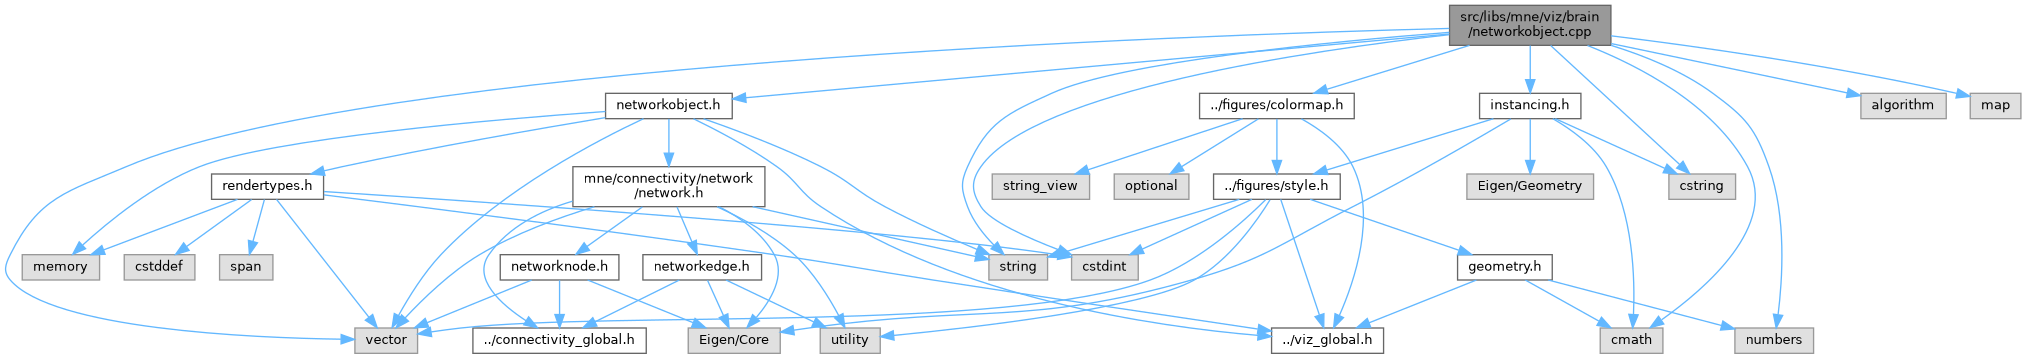 src/libs/mne/viz/brain
/networkobject.cpp
networkobject.h
../figures/colormap.h
instancing.h
algorithm
map
rendertypes.h
mne/connectivity/network
/network.h
string_view
optional
../figures/style.h
Eigen/Geometry
cstring
memory
cstddef
span
networknode.h
networkedge.h
string
cstdint
geometry.h
vector
../connectivity_global.h
Eigen/Core
utility
../viz_global.h
cmath
numbers